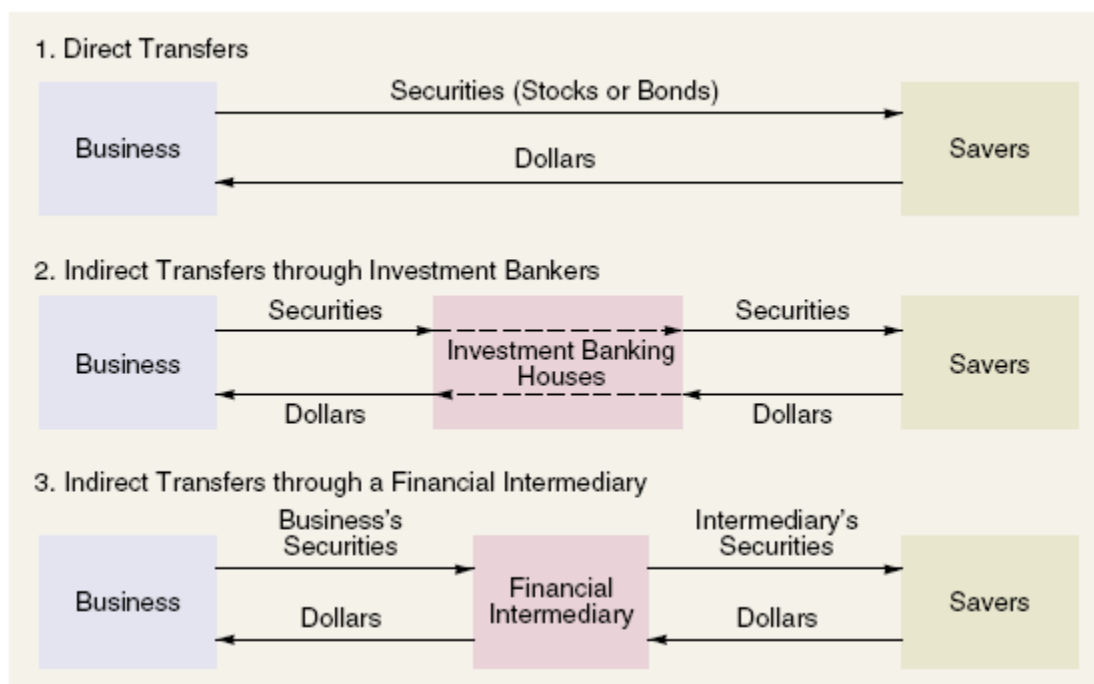 1. Direct Transfers
Securities (Stocks or Bonds)
Business
Savers
Dollars
2. Indirect Transfers through Investment Bankers
Securities
Securities
Business
Investment Banking
Houses
Savers
Dollars
Dollars
3. Indirect Transfers through a Financial Intermediary
Business's
Securities
Intermediary's
Securities
Business
Financial
Intermediary
Savers
Dollars
Dollars